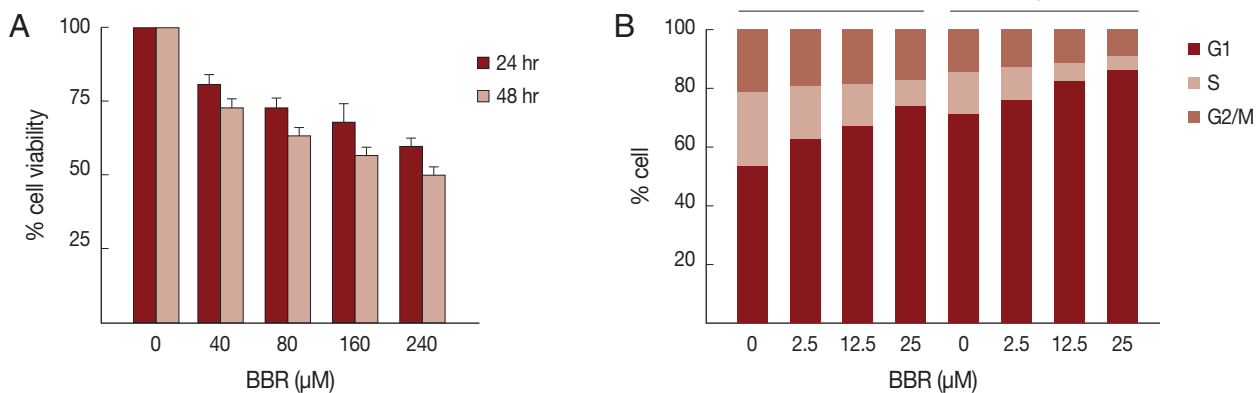 A
100
75
50
25
% cell viability
0 40 80 160 240
BBR (µM)
24 hr
48 hr
B
100
80
60
40
20
% cell
0 2.5 12.5 25 0 2.5 12.5 25
BBR (µM)
G1
S
G2/M